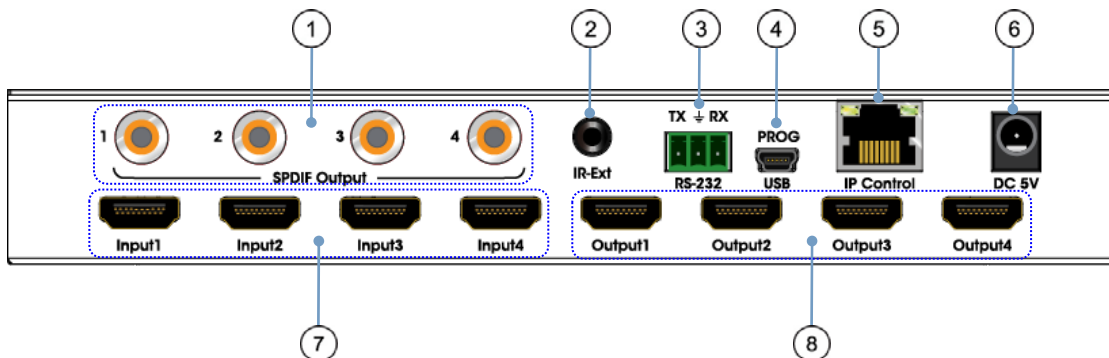 1 2 3 4 5 6
1 2 3 4
SPDIF Output
IR-Ext
TX RX
RS-232
PROG
USB
IP Control
DC 5V
Input1 Input2 Input3 Input4
Output1 Output2 Output3 Output4
7 8